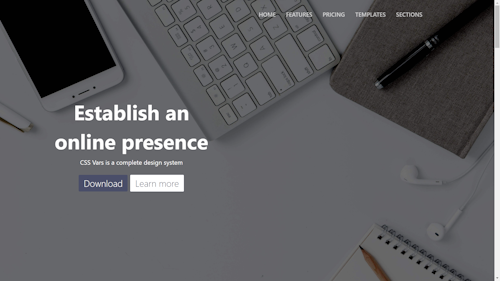 HOME
FEATURES
PRICING
TEMPLATES
SECTIONS
Establish an
online presence
CSS Vars is a complete design system
Download
Learn more